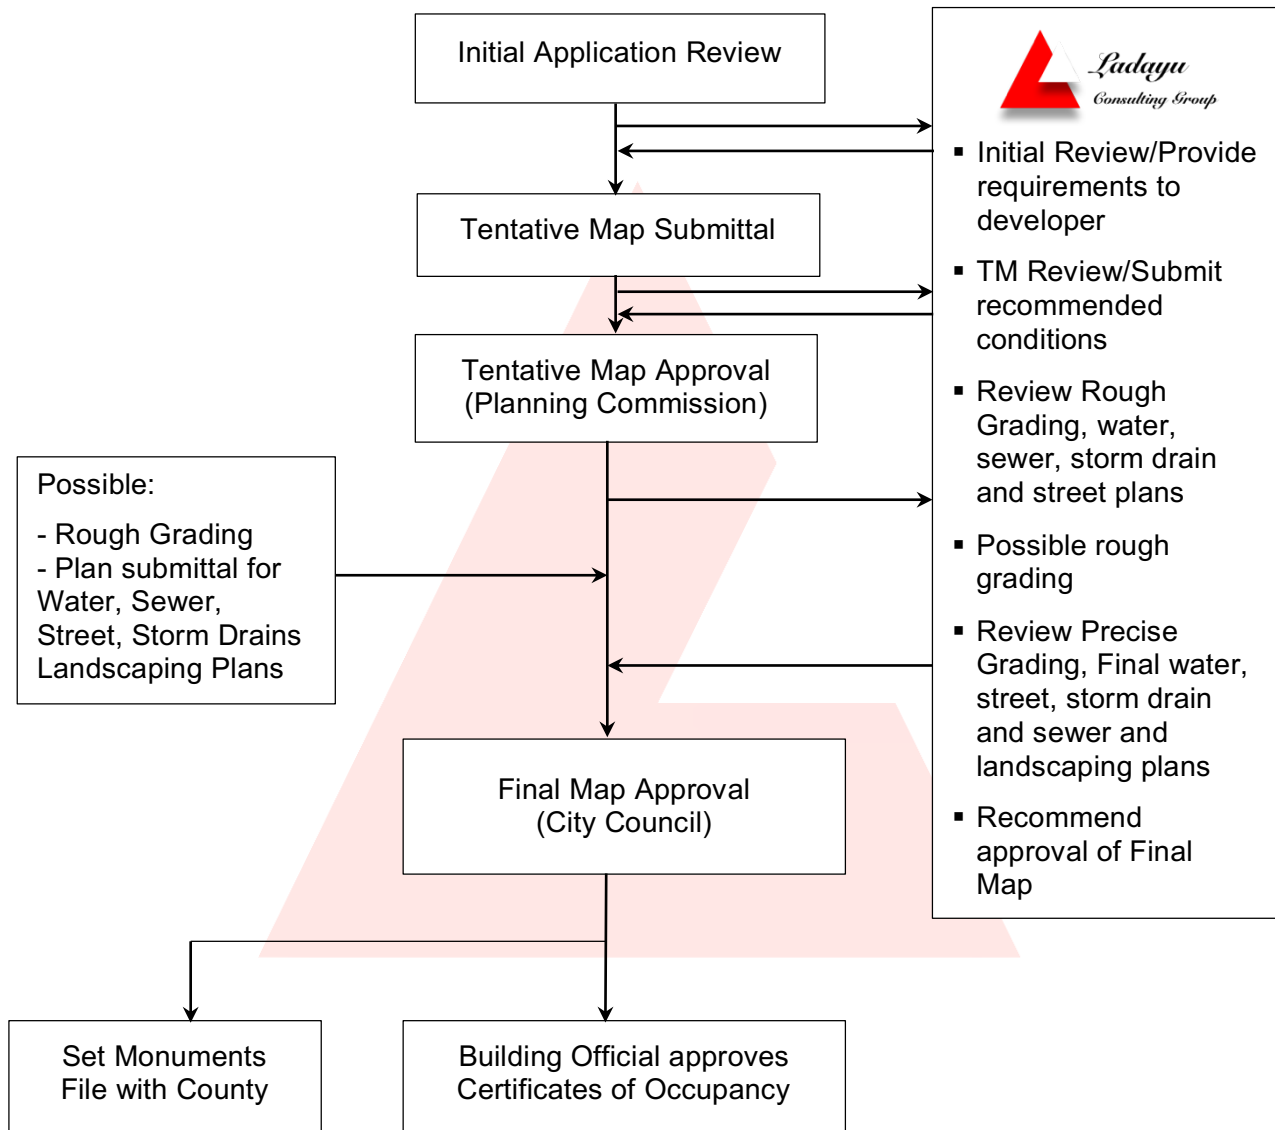 Initial Application Review
Ladayu
Consulting Group
▪ Initial Review/Provide
requirements to
developer
Tentative Map Submittal
▪ TM Review/Submit
recommended
conditions
Tentative Map Approval
(Planning Commission)
▪ Review Rough
Grading, water,
sewer, storm drain
and street plans
Possible:
- Rough Grading
- Plan submittal for
Water, Sewer,
Street, Storm Drains
Landscaping Plans
▪ Possible rough
grading
▪ Review Precise
Grading, Final water,
street, storm drain
and sewer and
landscaping plans
Final Map Approval
(City Council)
▪ Recommend
approval of Final
Map
Set Monuments
File with County
Building Official approves
Certificates of Occupancy